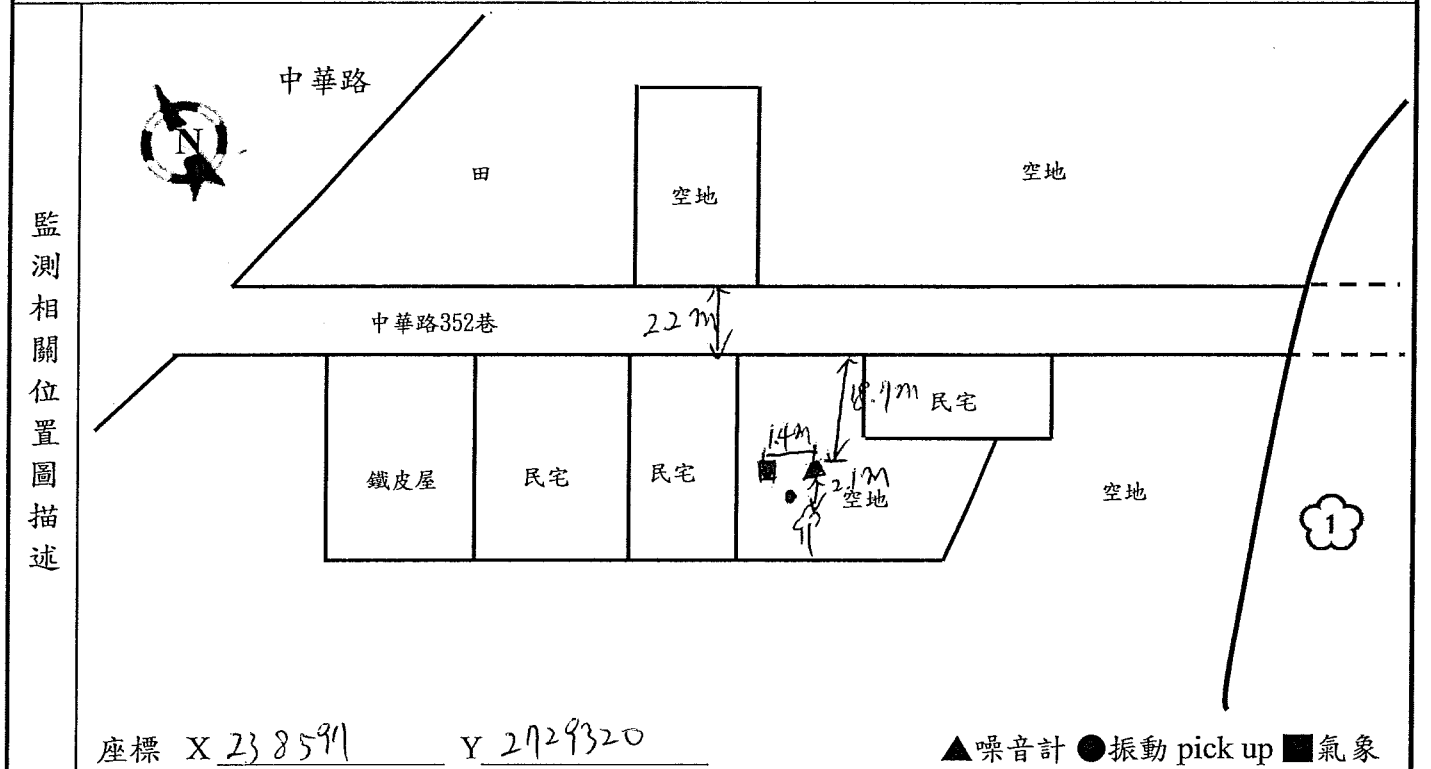 監測相關位置圖描述
中華路
N
田
空地
空地
中華路352巷
22m
18.7m
民宅
1.4m
鐵皮屋
民宅
民宅
2.1m
空地
空地
1
座標 X 238597 Y 2729320
▲噪音計 ●振動 pick up ■氣象